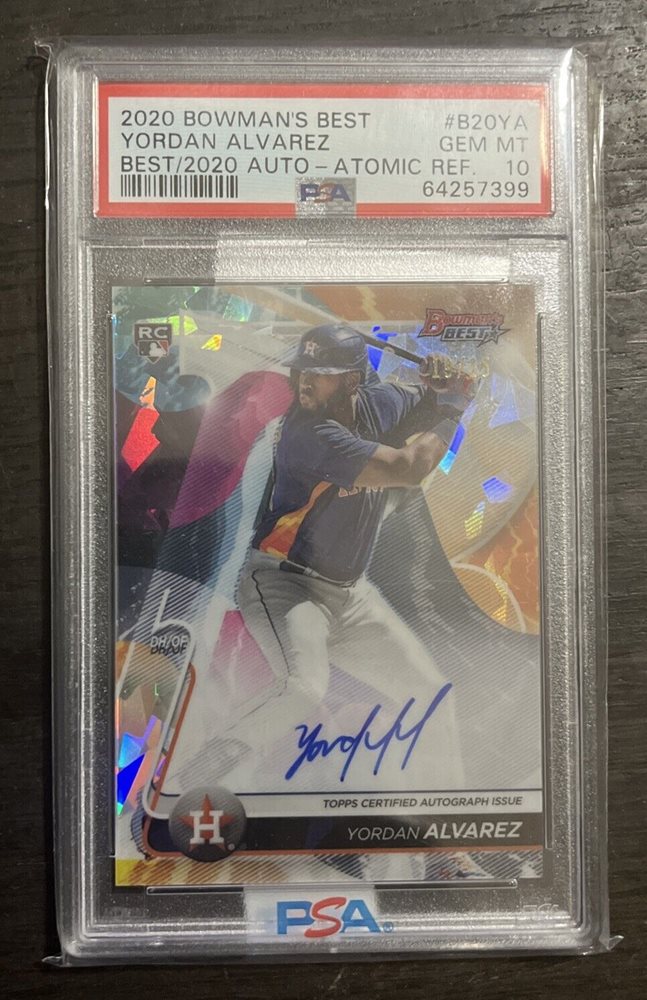 2020 BOWMAN'S BEST #B20YA
YORDAN ALVAREZ GEM MT
BEST/2020 AUTO - ATOMIC REF. 10
PSA 64257399
RC
Bowman's
BEST
H
DH/OF
TOPPS CERTIFIED AUTOGRAPH ISSUE
H
YORDAN ALVAREZ
PSA